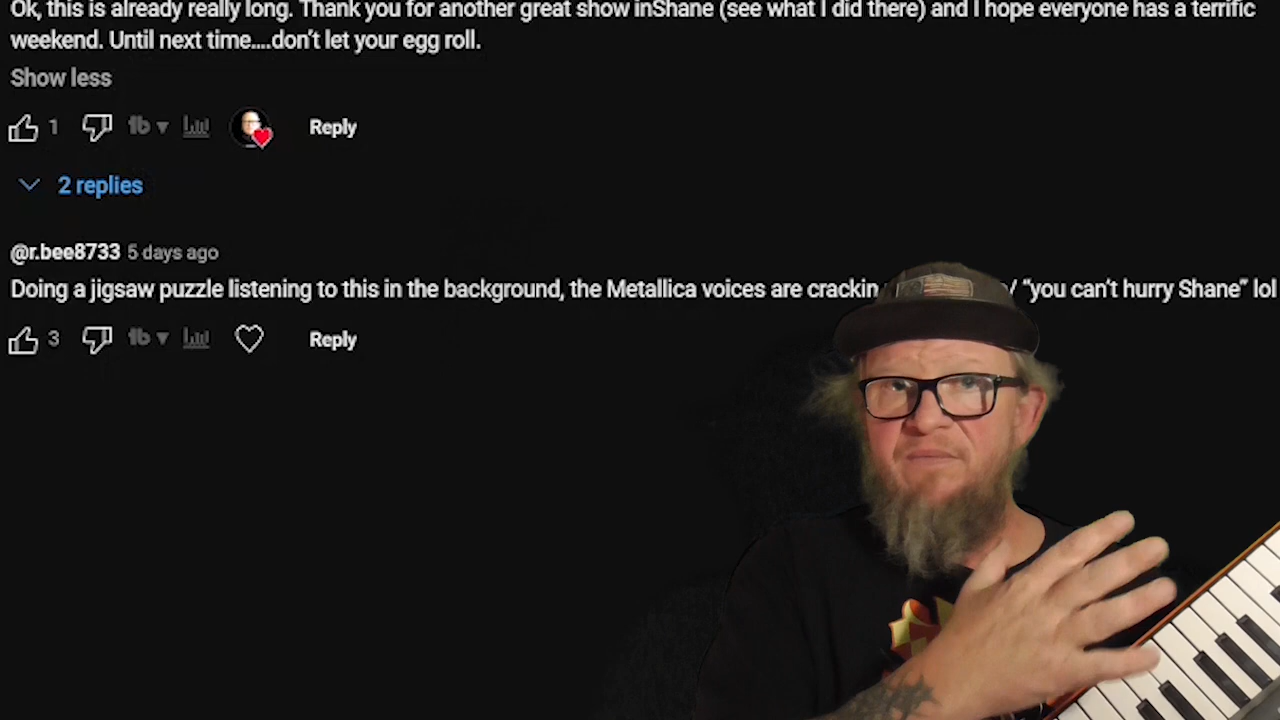 Ok, this is already really long. Thank you for another great show inShane (see what I did there) and I hope everyone has a terrific
weekend. Until next time....don't let your egg roll.
Show less
1
Reply
2 replies
@r.bee8733 5 days ago
Doing a jigsaw puzzle listening to this in the background, the Metallica voices are / “you can’t hurry Shane” lol
3
Reply